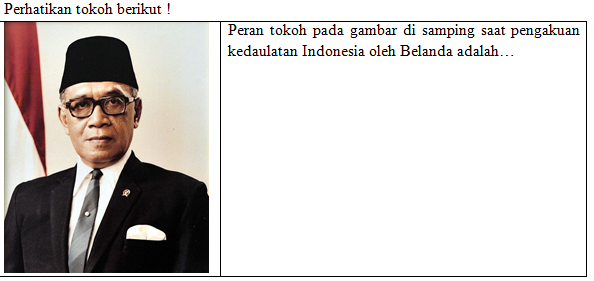 Perhatikan tokoh berikut !
Peran tokoh pada gambar di samping saat pengakuan
kedaulatan Indonesia oleh Belanda adalah…